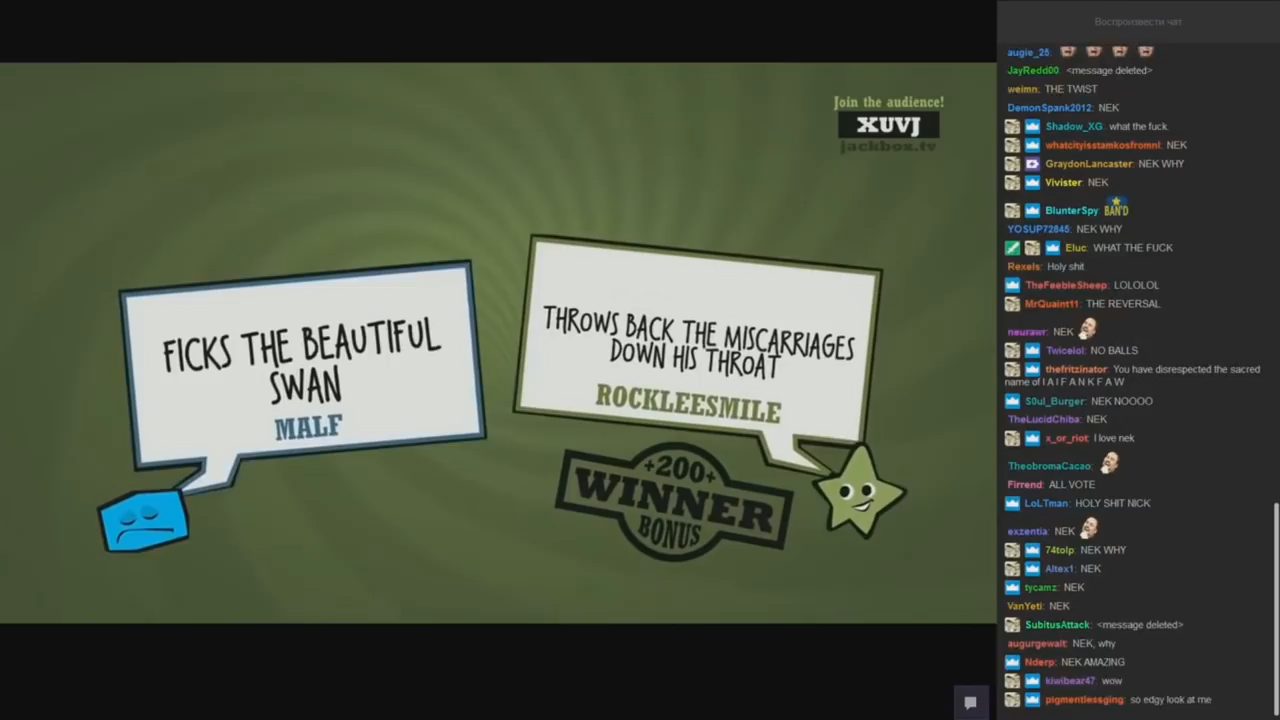 Join the audience!
XUVJ
jackbox.tv
FICKS THE BEAUTIFUL
SWAN
MALF
THROWS BACK THE MISCARRIAGES
DOWN HIS THROAT
ROCKLEESMILE
+200+
WINNER
BONUS
Воспроизвести чат
augie_25:
JayRedd00: <message deleted>
weimn: THE TWIST
DemonSpank2012: NEK
Shadow_XG: what the fuck
whatcityisstamkosfromnl: NEK
GraydonLancaster: NEK WHY
Vivister: NEK
BlunterSpy BAN'D
YOSUP72845: NEK WHY
Eluc: WHAT THE FUCK
Rexels: Holy shit
TheFeebleSheep: LOLOLOL
MrQuaint11: THE REVERSAL
neurawr: NEK
Twicelol: NO BALLS
thefritzinator: You have disrespected the sacred
name of I A I F A N K F A W
S0ul_Burger: NEK NOOOO
TheLucidChiba: NEK
x_or_riot: I love nek
TheobromaCacao:
Firrend: ALL VOTE
LoLTman: HOLY SHIT NICK
exzentia: NEK
74tolp: NEK WHY
Altex1: NEK
tycamz: NEK
VanYeti: NEK
SubitusAttack: <message deleted>
augurgewalt: NEK, why
Nderp: NEK AMAZING
kiwibear47: wow
pigmentlessging: so edgy look at me